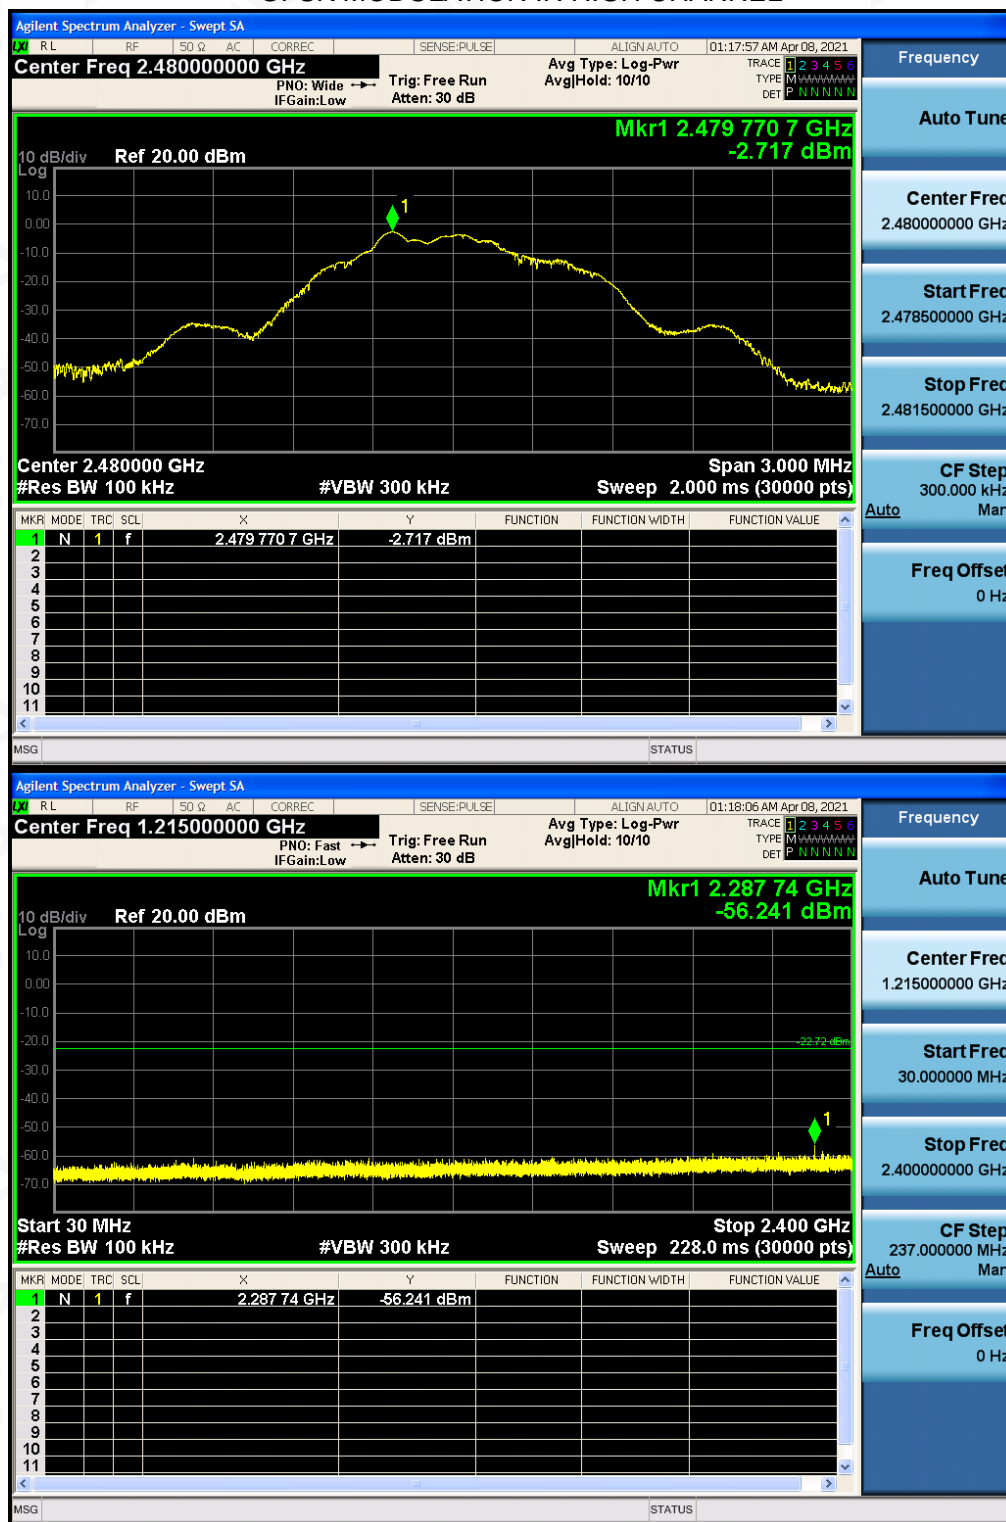 GFSK MODULATION IN HIGH CHANNEL
Agilent Spectrum Analyzer - Swept SA
LXI RL RF 50 Ω AC CORREC SENSE:PULSE ALIGN AUTO 01:17:57 AM Apr 08, 2021
Center Freq 2.480000000 GHz
PNO: Wide
IFGain:Low
Trig: Free Run
Atten: 30 dB
Avg Type: Log-Pwr
Avg|Hold: 10/10
TRACE 1 2 3 4 5 6
TYPE M
DET P N N N N N
Mkr1 2.479 770 7 GHz
-2.717 dBm
10 dB/div
Log
Ref 20.00 dBm
10.0
0.00
-10.0
-20.0
-30.0
-40.0
-50.0
-60.0
-70.0
1
Center 2.480000 GHz
Span 3.000 MHz
#Res BW 100 kHz
#VBW 300 kHz
Sweep 2.000 ms (30000 pts)
MKR MODE TRC SCL X Y FUNCTION FUNCTION WIDTH FUNCTION VALUE
1 N 1 f 2.479 770 7 GHz -2.717 dBm
2
3
4
5
6
7
8
9
10
11
MSG STATUS
Frequency
Auto Tune
Center Freq
2.480000000 GHz
Start Freq
2.478500000 GHz
Stop Freq
2.481500000 GHz
CF Step
300.000 kHz
Auto Man
Freq Offset
0 Hz
Agilent Spectrum Analyzer - Swept SA
LXI RL RF 50 Ω AC CORREC SENSE:PULSE ALIGN AUTO 01:18:06 AM Apr 08, 2021
Center Freq 1.215000000 GHz
PNO: Fast
IFGain:Low
Trig: Free Run
Atten: 30 dB
Avg Type: Log-Pwr
Avg|Hold: 10/10
TRACE 1 2 3 4 5 6
TYPE M
DET P N N N N N
Mkr1 2.287 74 GHz
-56.241 dBm
10 dB/div
Log
Ref 20.00 dBm
10.0
0.00
-10.0
-20.0
-30.0
-40.0
-50.0
-60.0
-70.0
-22.72 dBm
1
Start 30 MHz
Stop 2.400 GHz
#Res BW 100 kHz
#VBW 300 kHz
Sweep 228.0 ms (30000 pts)
MKR MODE TRC SCL X Y FUNCTION FUNCTION WIDTH FUNCTION VALUE
1 N 1 f 2.287 74 GHz -56.241 dBm
2
3
4
5
6
7
8
9
10
11
MSG STATUS
Frequency
Auto Tune
Center Freq
1.215000000 GHz
Start Freq
30.000000 MHz
Stop Freq
2.400000000 GHz
CF Step
237.000000 MHz
Auto Man
Freq Offset
0 Hz